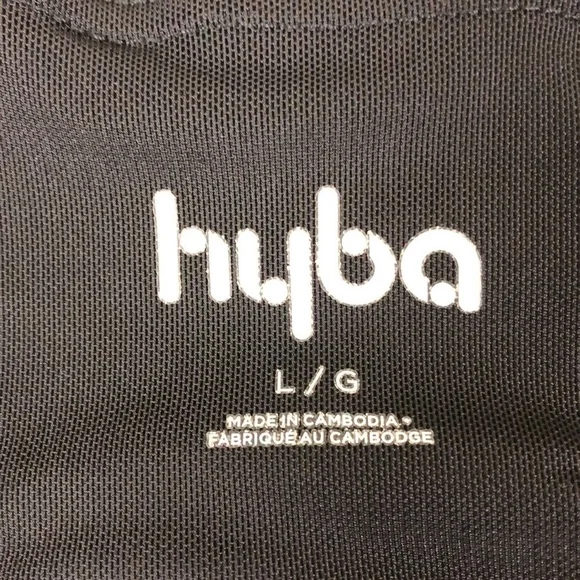 hyba
L / G
MADE IN CAMBODIA •
FABRIQUÉ AU CAMBODGE